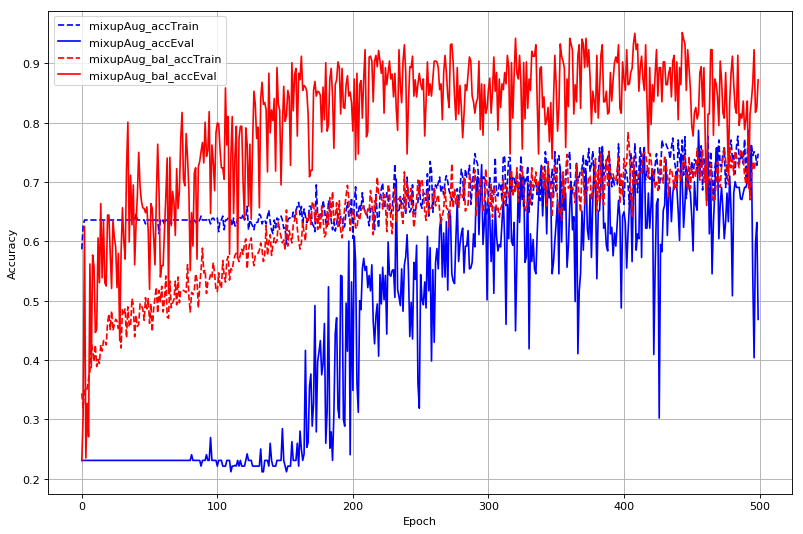 mixupAug_accTrain
mixupAug_accEval
mixupAug_bal_accTrain
mixupAug_bal_accEval
0.9
0.8
0.7
0.6
0.5
0.4
0.3
0.2
Accuracy
0 100 200 300 400 500
Epoch